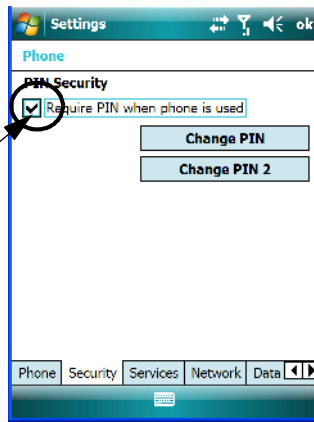 Settings ok
Phone
PIN Security
Require PIN when phone is used
Change PIN
Change PIN 2
Phone Security Services Network Data